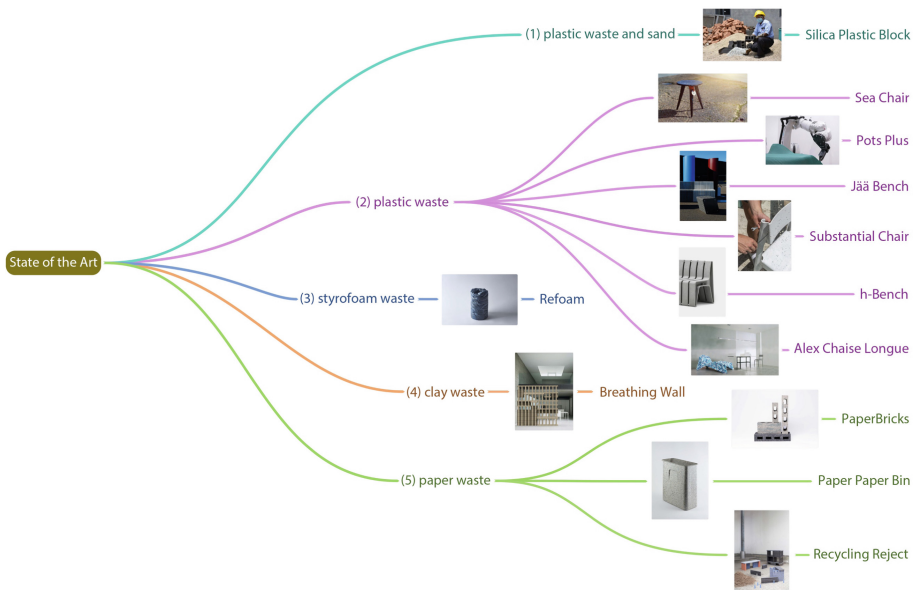 (1) plastic waste and sand
Silica Plastic Block
Sea Chair
Pots Plus
Jää Bench
(2) plastic waste
Substantial Chair
State of the Art
h-Bench
(3) styrofoam waste
Refoam
Alex Chaise Longue
(4) clay waste
Breathing Wall
PaperBricks
(5) paper waste
Paper Paper Bin
Recycling Reject